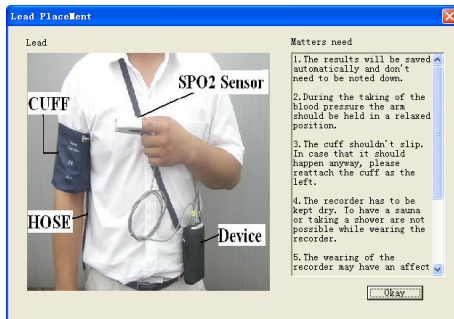 Lead PlaceMent
Lead
Matters need
SPO2 Sensor
CUFF
HOSE
Device
1.The results will be saved
automatically and don't
need to be noted down.
2.During the taking of the
blood pressure the arm
should be held in a relaxed
position.
3.The cuff shouldn't slip.
In case that it should
happen anyway, please
reattach the cuff as the
left.
4.The recorder has to be
kept dry. To have a sauna
or taking a shower are not
possible while wearing the
recorder.
5.The wearing of the
recorder may have an affect
Okay